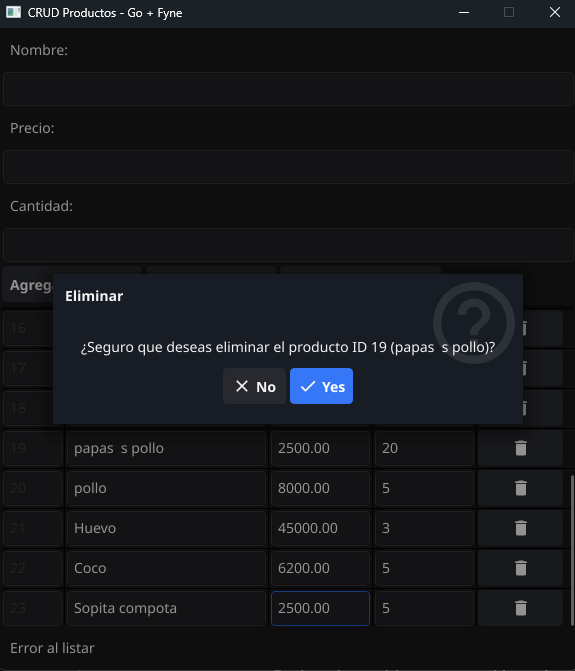 CRUD Productos - Go + Fyne
Nombre:
Precio:
Cantidad:
Agreg
Eliminar
¿Seguro que deseas eliminar el producto ID 19 (papas  s pollo)?
No Yes
16
17
18
19 papas  s pollo 2500.00 20
20 pollo 8000.00 5
21 Huevo 45000.00 3
22 Coco 6200.00 5
23 Sopita compota 2500.00 5
Error al listar